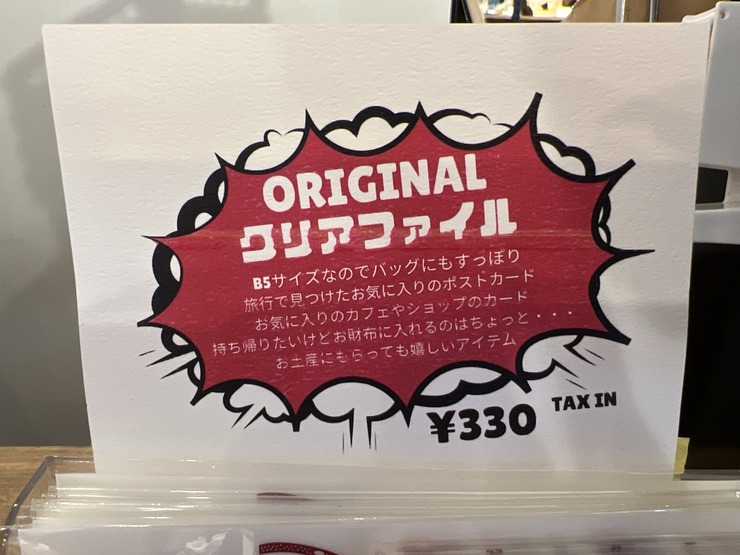 ORIGINAL
クリアファイル
B5サイズなのでバッグにもすっぽり
旅行で見つけたお気に入りのポストカード
お気に入りのカフェやショップのカード
持ち帰りたいけどお財布に入れるのはちょっと・・・
お土産にもらっても嬉しいアイテム
¥330 TAX IN